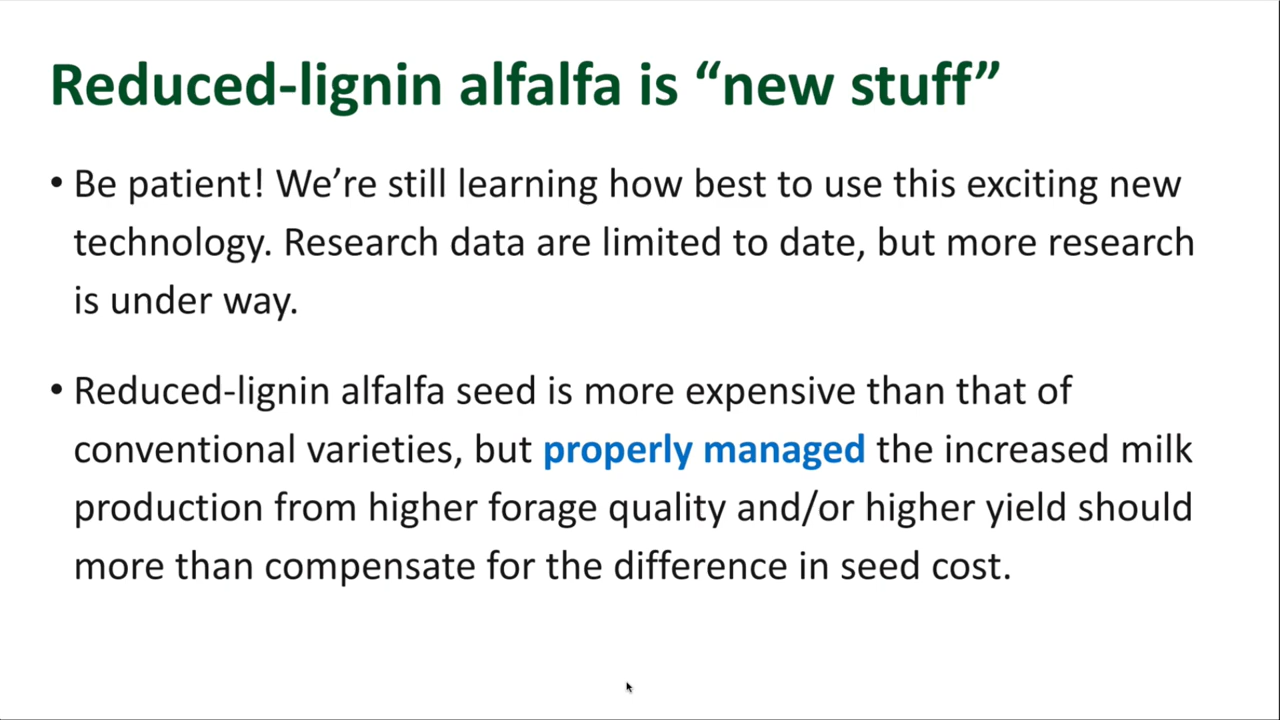 Reduced-lignin alfalfa is “new stuff”
• Be patient! We’re still learning how best to use this exciting new
technology. Research data are limited to date, but more research
is under way.
• Reduced-lignin alfalfa seed is more expensive than that of
conventional varieties, but properly managed the increased milk
production from higher forage quality and/or higher yield should
more than compensate for the difference in seed cost.